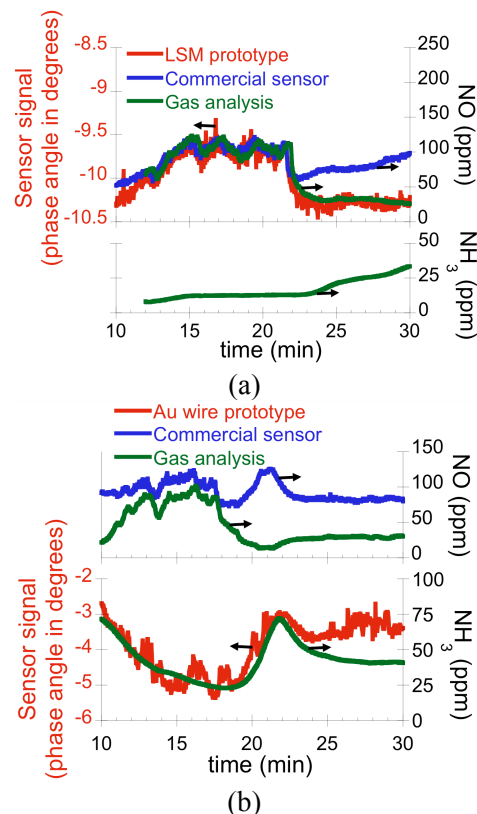 -8.5
-9
-9.5
-10
-10.5
Sensor signal
(phase angle in degrees)
LSM prototype
Commercial sensor
Gas analysis
250
200
150
100
50
0
NO (ppm)
50
25
0
NH3 (ppm)
10 15 20 25 30
time (min)
(a)
Au wire prototype
Commercial sensor
Gas analysis
150
100
50
0
NO (ppm)
Sensor signal
(phase angle in degrees)
-2
-3
-4
-5
-6
100
75
50
25
0
NH3 (ppm)
10 15 20 25 30
time (min)
(b)